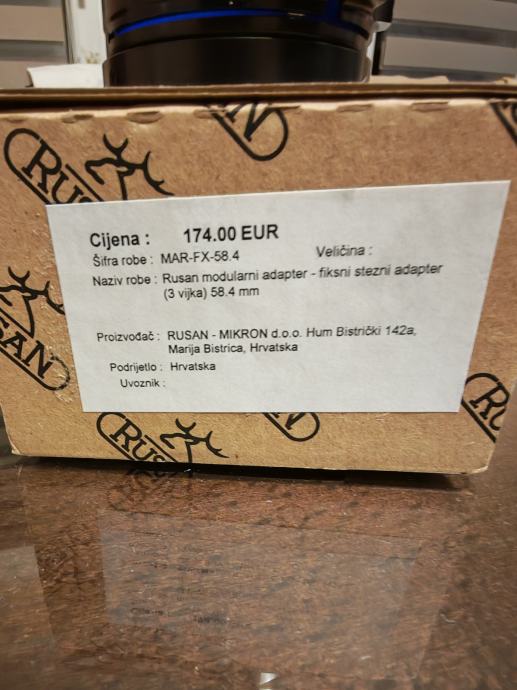 RUSAN
Cijena : 174.00 EUR
Šifra robe : MAR-FX-58.4 Veličina :
Naziv robe : Rusan modularni adapter - fiksni stezni adapter
(3 vijka) 58.4 mm
Proizvođač : RUSAN - MIKRON d.o.o. Hum Bistrički 142a,
Marija Bistrica, Hrvatska
Podrijetlo : Hrvatska
Uvoznik :